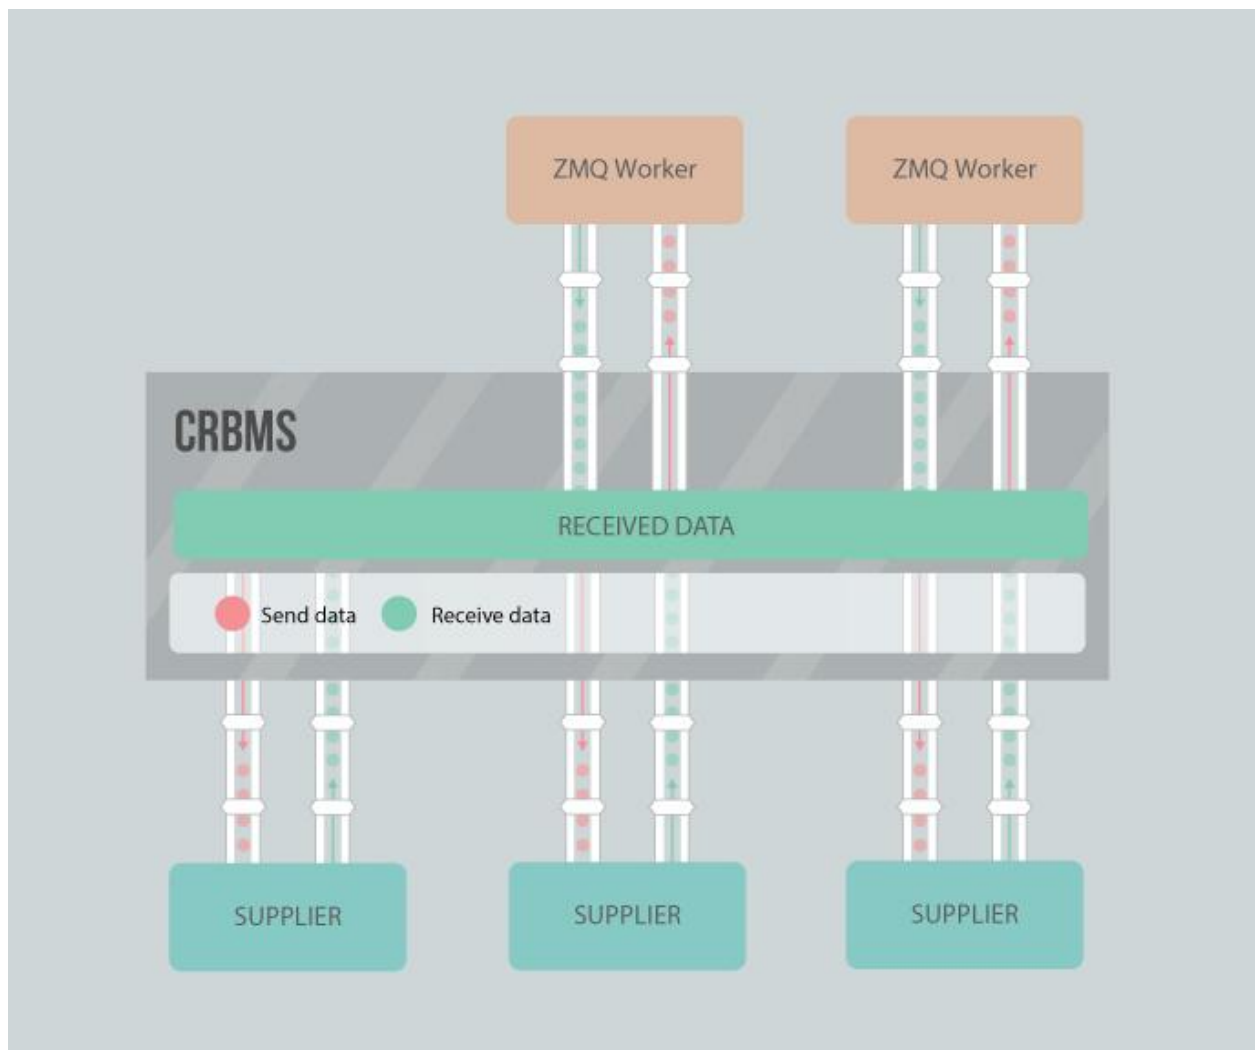 ZMQ Worker
ZMQ Worker
CRBMS
RECEIVED DATA
Send data
Receive data
SUPPLIER
SUPPLIER
SUPPLIER